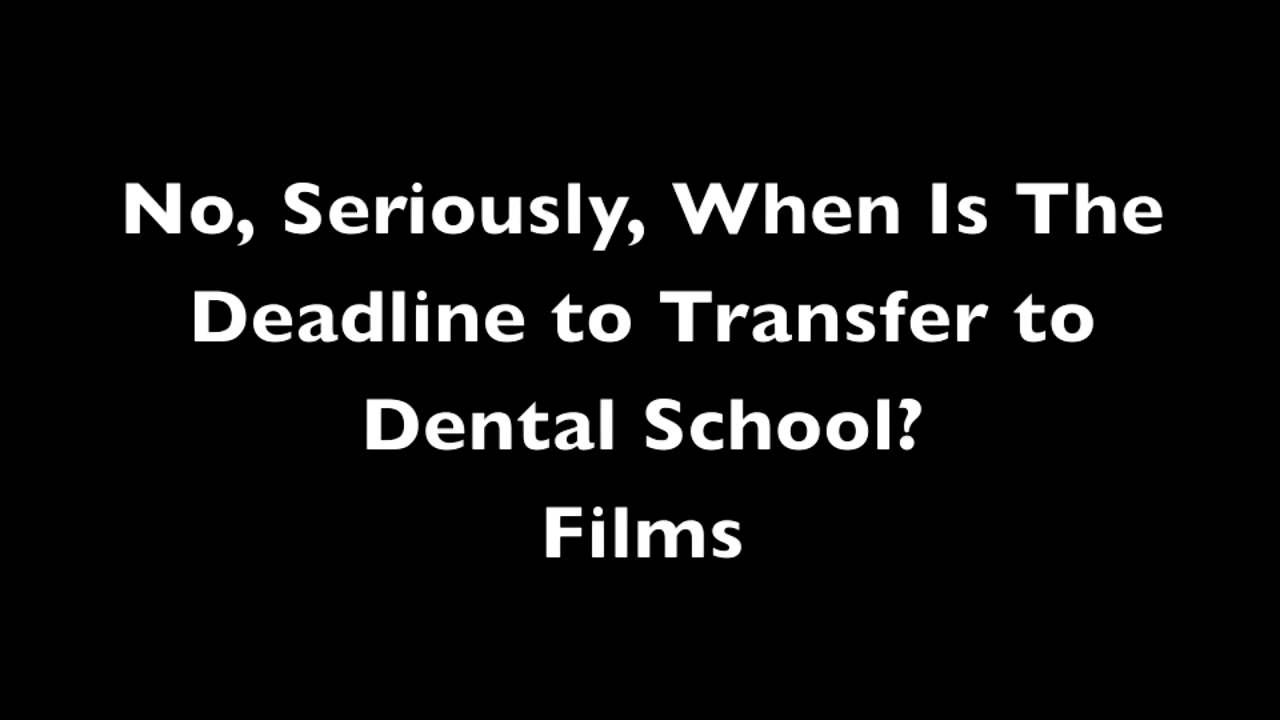 No, Seriously, When Is The
Deadline to Transfer to
Dental School?
Films